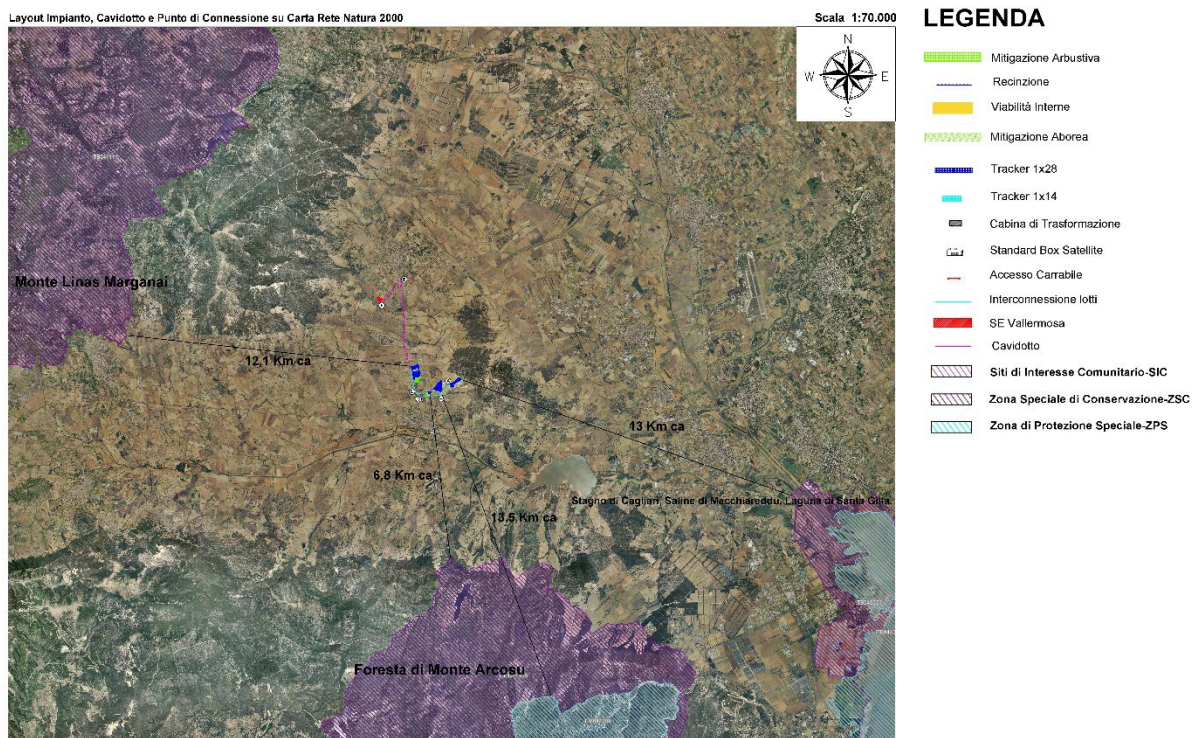 Layout Impianto, Cavidotto e Punto di Connessione su Carta Rete Natura 2000
Scala 1:70.000
N
W
E
S
Monte Linas Marganai
12,1 Km ca
13 Km ca
6,8 Km ca
Stagno di Cagliari, Saline di Macchiareddu, Laguna di Santa Gilla
13,5 Km ca
Foresta di Monte Arcosu
LEGENDA
Mitigazione Arbustiva
Recinzione
Viabilità Interne
Mitigazione Aborea
Tracker 1x28
Tracker 1x14
Cabina di Trasformazione
Standard Box Satellite
Accesso Carrabile
Interconnessione lotti
SE Vallermosa
Cavidotto
Siti di Interesse Comunitario-SIC
Zona Speciale di Conservazione-ZSC
Zona di Protezione Speciale-ZPS